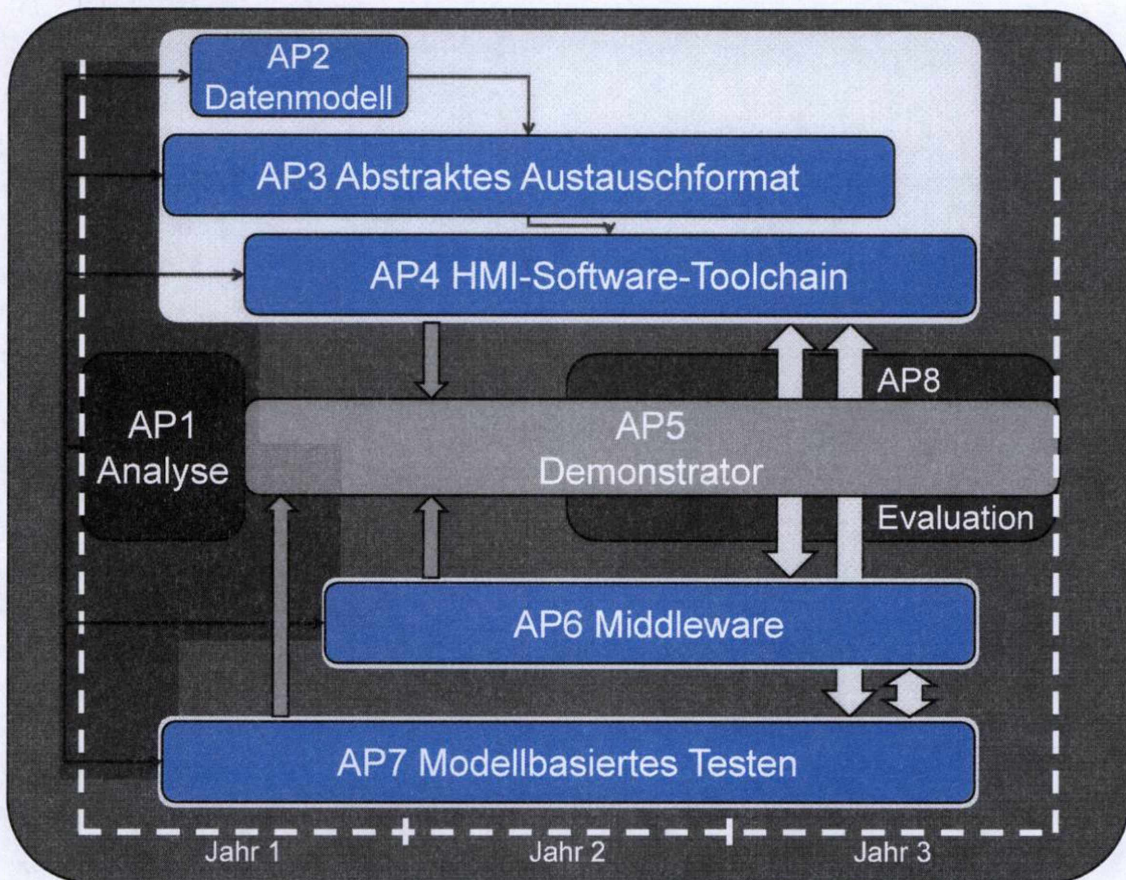 AP2
Datenmodell
AP3 Abstraktes Austauschformat
AP4 HMI-Software-Toolchain
AP8
AP1
Analyse
AP5
Demonstrator
Evaluation
AP6 Middleware
AP7 Modellbasiertes Testen
Jahr 1
Jahr 2
Jahr 3